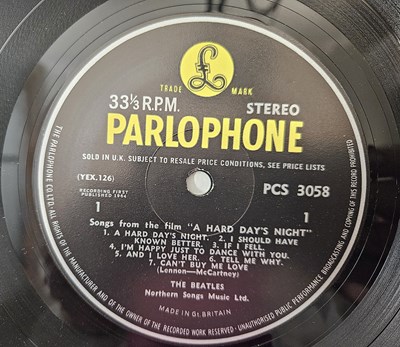 £
TRADE MARK
33⅓ R.P.M. STEREO
PARLOPHONE
SOLD IN U.K. SUBJECT TO RESALE PRICE CONDITIONS, SEE PRICE LISTS
(YEX.126) PCS 3058
RECORDING FIRST
PUBLISHED 1964
1 1
Songs from the film "A HARD DAY'S NIGHT"
1. A HARD DAY'S NIGHT. 2. I SHOULD HAVE
KNOWN BETTER. 3. IF I FELL.
4. I'M HAPPY JUST TO DANCE WITH YOU.
5. AND I LOVE HER. 6. TELL ME WHY.
7. CAN'T BUY ME LOVE
(Lennon—McCartney)
THE BEATLES
Northern Songs Music Ltd.
MADE IN Gt. BRITAIN
THE PARLOPHONE CO. LTD. ALL RIGHTS OF THE MANUFACTURER AND OF THE OWNER OF THE RECORDED WORK RESERVED · UNAUTHORISED PUBLIC PERFORMANCE BROADCASTING AND COPYING OF THIS RECORD PROHIBITED